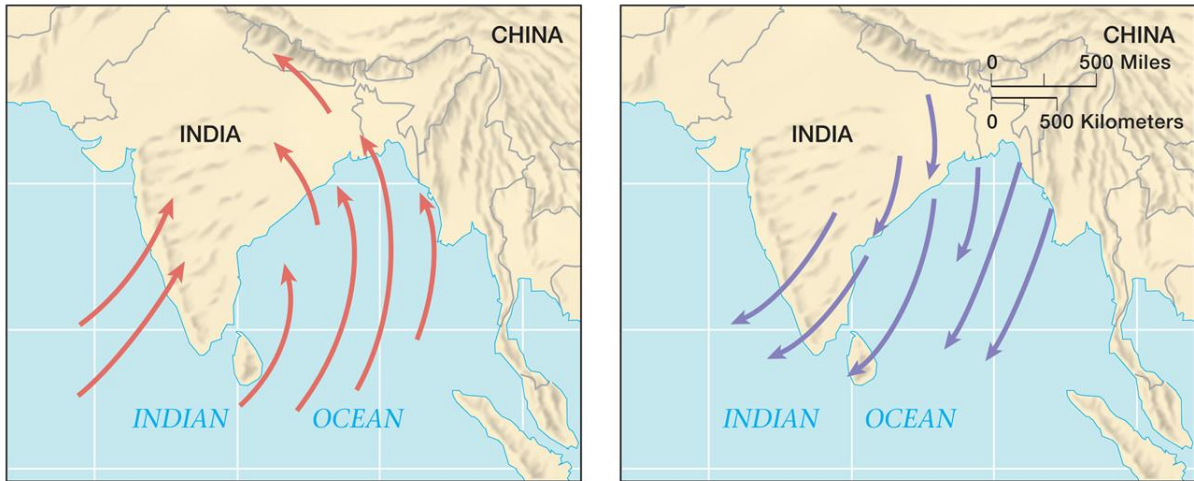 CHINA
INDIA
INDIAN OCEAN
CHINA
0 500 Miles
0 500 Kilometers
INDIA
INDIAN OCEAN